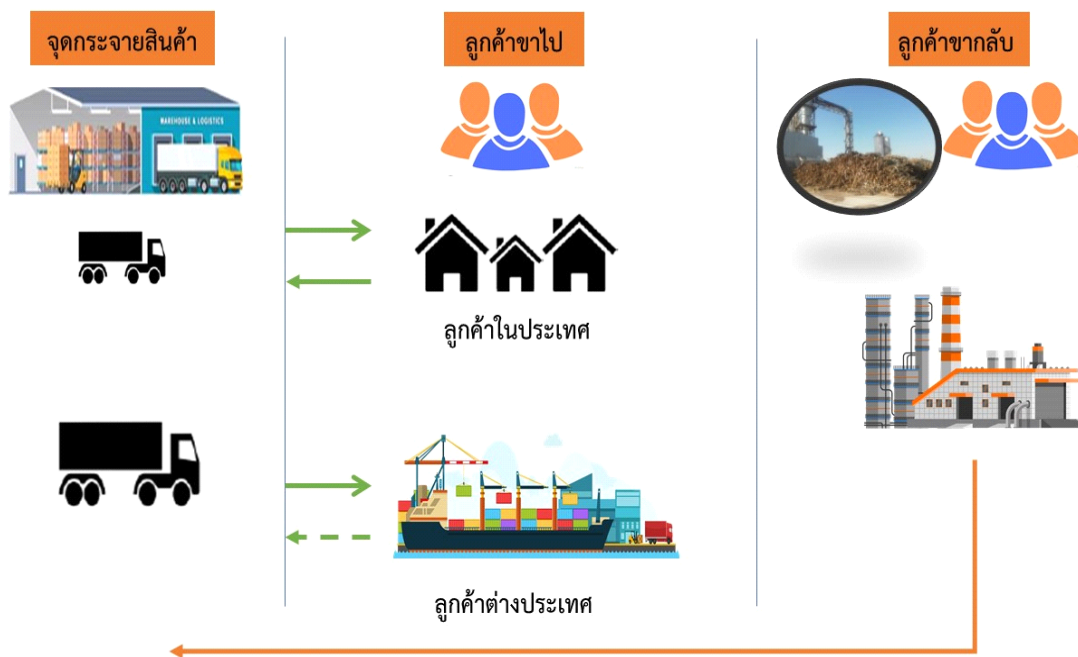 จุดกระจายสินค้า
ลูกค้าขาไป
ลูกค้าขากลับ
WAREHOUSE & LOGISTICS
ลูกค้าในประเทศ
ลูกค้าต่างประเทศ